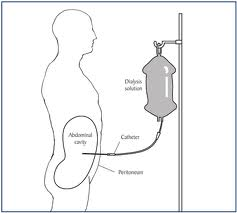 Dialysis
solution
Abdominal
cavity
Catheter
Peritoneum